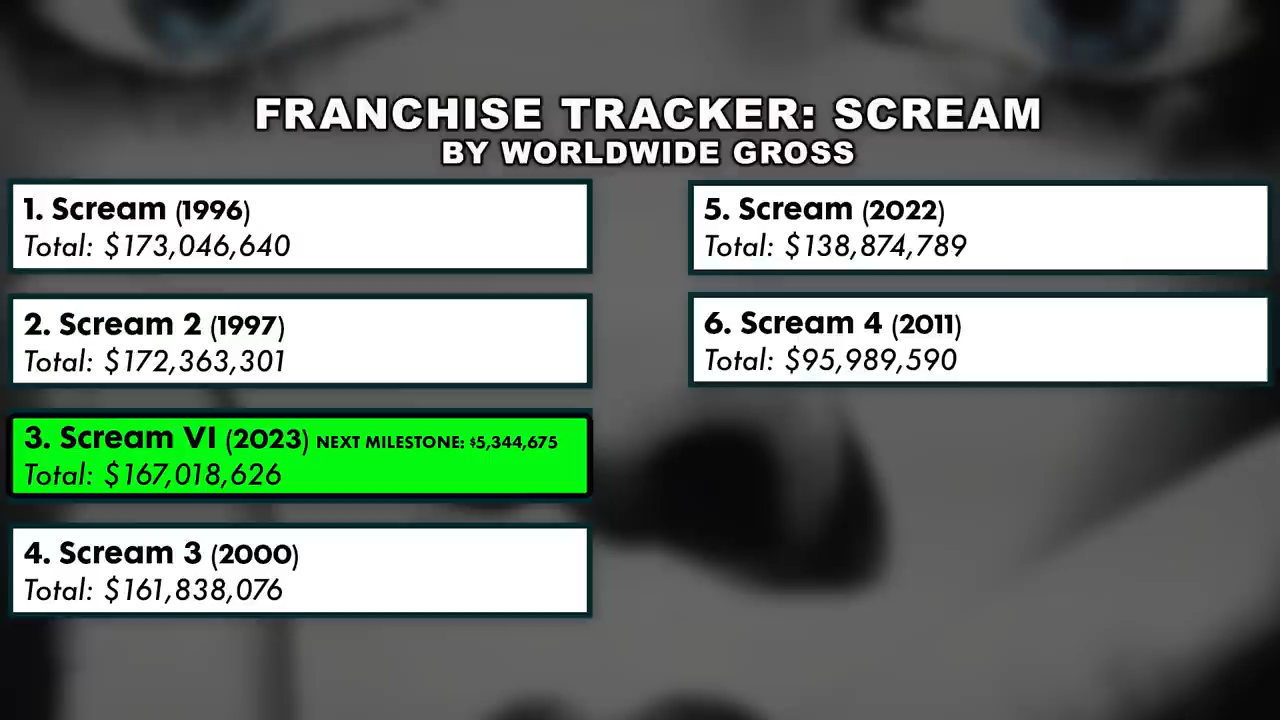 FRANCHISE TRACKER: SCREAM
BY WORLDWIDE GROSS
1. Scream (1996)
Total: $173,046,640
2. Scream 2 (1997)
Total: $172,363,301
3. Scream VI (2023) NEXT MILESTONE: $5,344,675
Total: $167,018,626
4. Scream 3 (2000)
Total: $161,838,076
5. Scream (2022)
Total: $138,874,789
6. Scream 4 (2011)
Total: $95,989,590